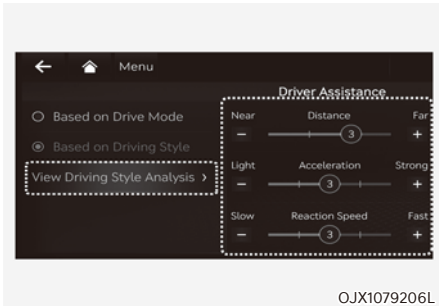 Menu
Driver Assistance
Based on Drive Mode
Based on Driving Style
View Driving Style Analysis >
Near Distance Far
− 3 +
Light Acceleration Strong
− 3 +
Slow Reaction Speed Fast
− 3 +
OJX1079206L